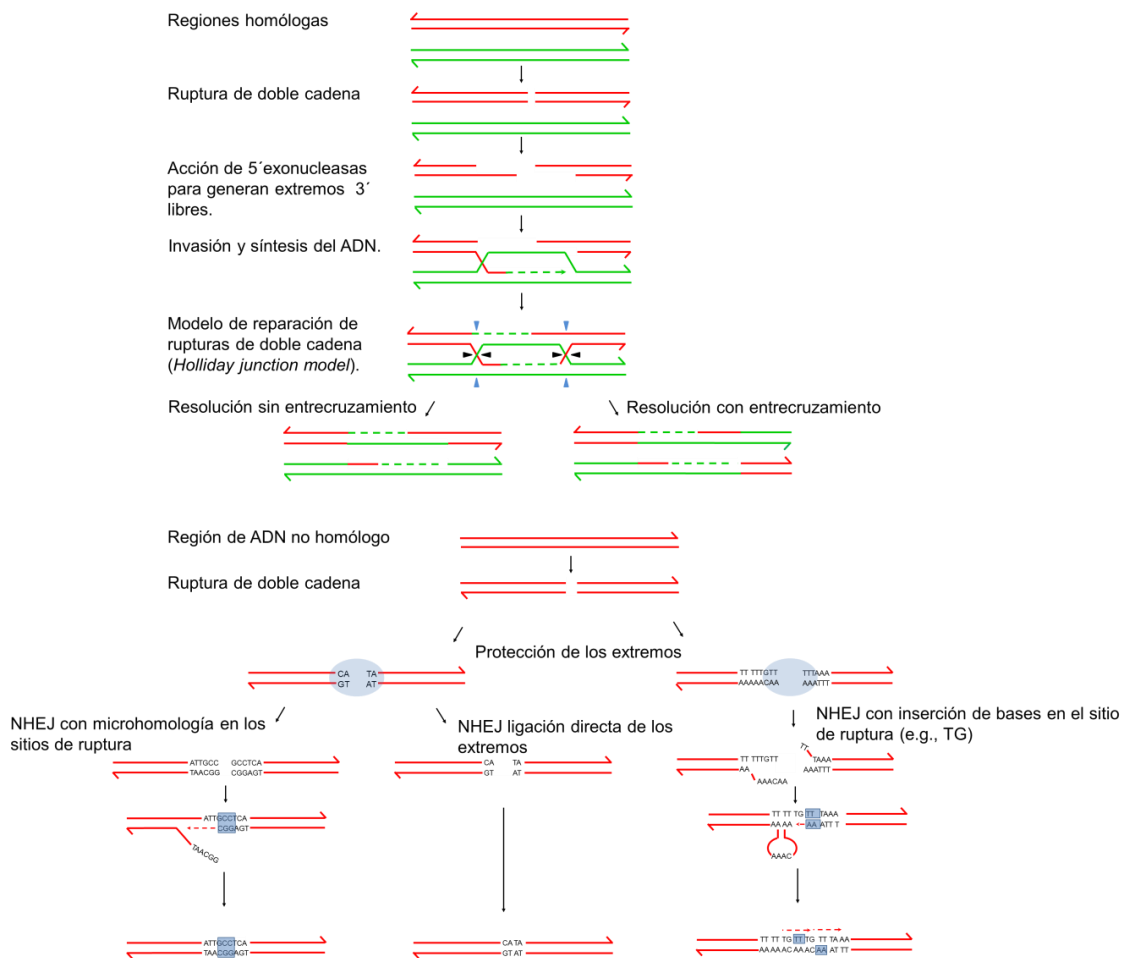 Regiones homólogas
Ruptura de doble cadena
Acción de 5´exonucleasas
para generan extremos 3´
libres.
Invasión y síntesis del ADN.
Modelo de reparación de
rupturas de doble cadena
(Holliday junction model).
Resolución sin entrecruzamiento
Resolución con entrecruzamiento
Región de ADN no homólogo
Ruptura de doble cadena
Protección de los extremos
CA TA
GT AT
TT TTTGTT TTTAAA
AAAAACAA AAATTT
NHEJ con microhomología en los
sitios de ruptura
NHEJ ligación directa de los
extremos
NHEJ con inserción de bases en el sitio
de ruptura (e.g., TG)
ATTGCC GCCTCA
TAACGG CGGAGT
CA TA
GT AT
TT TTTGTT TT TAAA
AA AAATTT
AAACAA
ATTGCCTCA
CGGAGT
TAACGG
TT TT TG TT TAAA
AA AA AA ATT T
AAAC
ATTGCCTCA
TAACGGAGT
CA TA
GT AT
TT TT TG TT TG TT TA AA
AA AAAC AA AC AA ATT TT